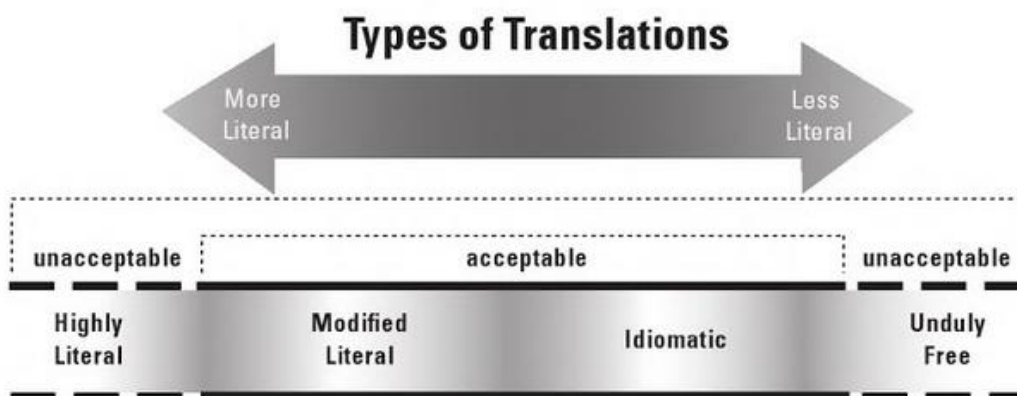 Types of Translations
More
Literal
Less
Literal
unacceptable
acceptable
unacceptable
Highly
Literal
Modified
Literal
Idiomatic
Unduly
Free